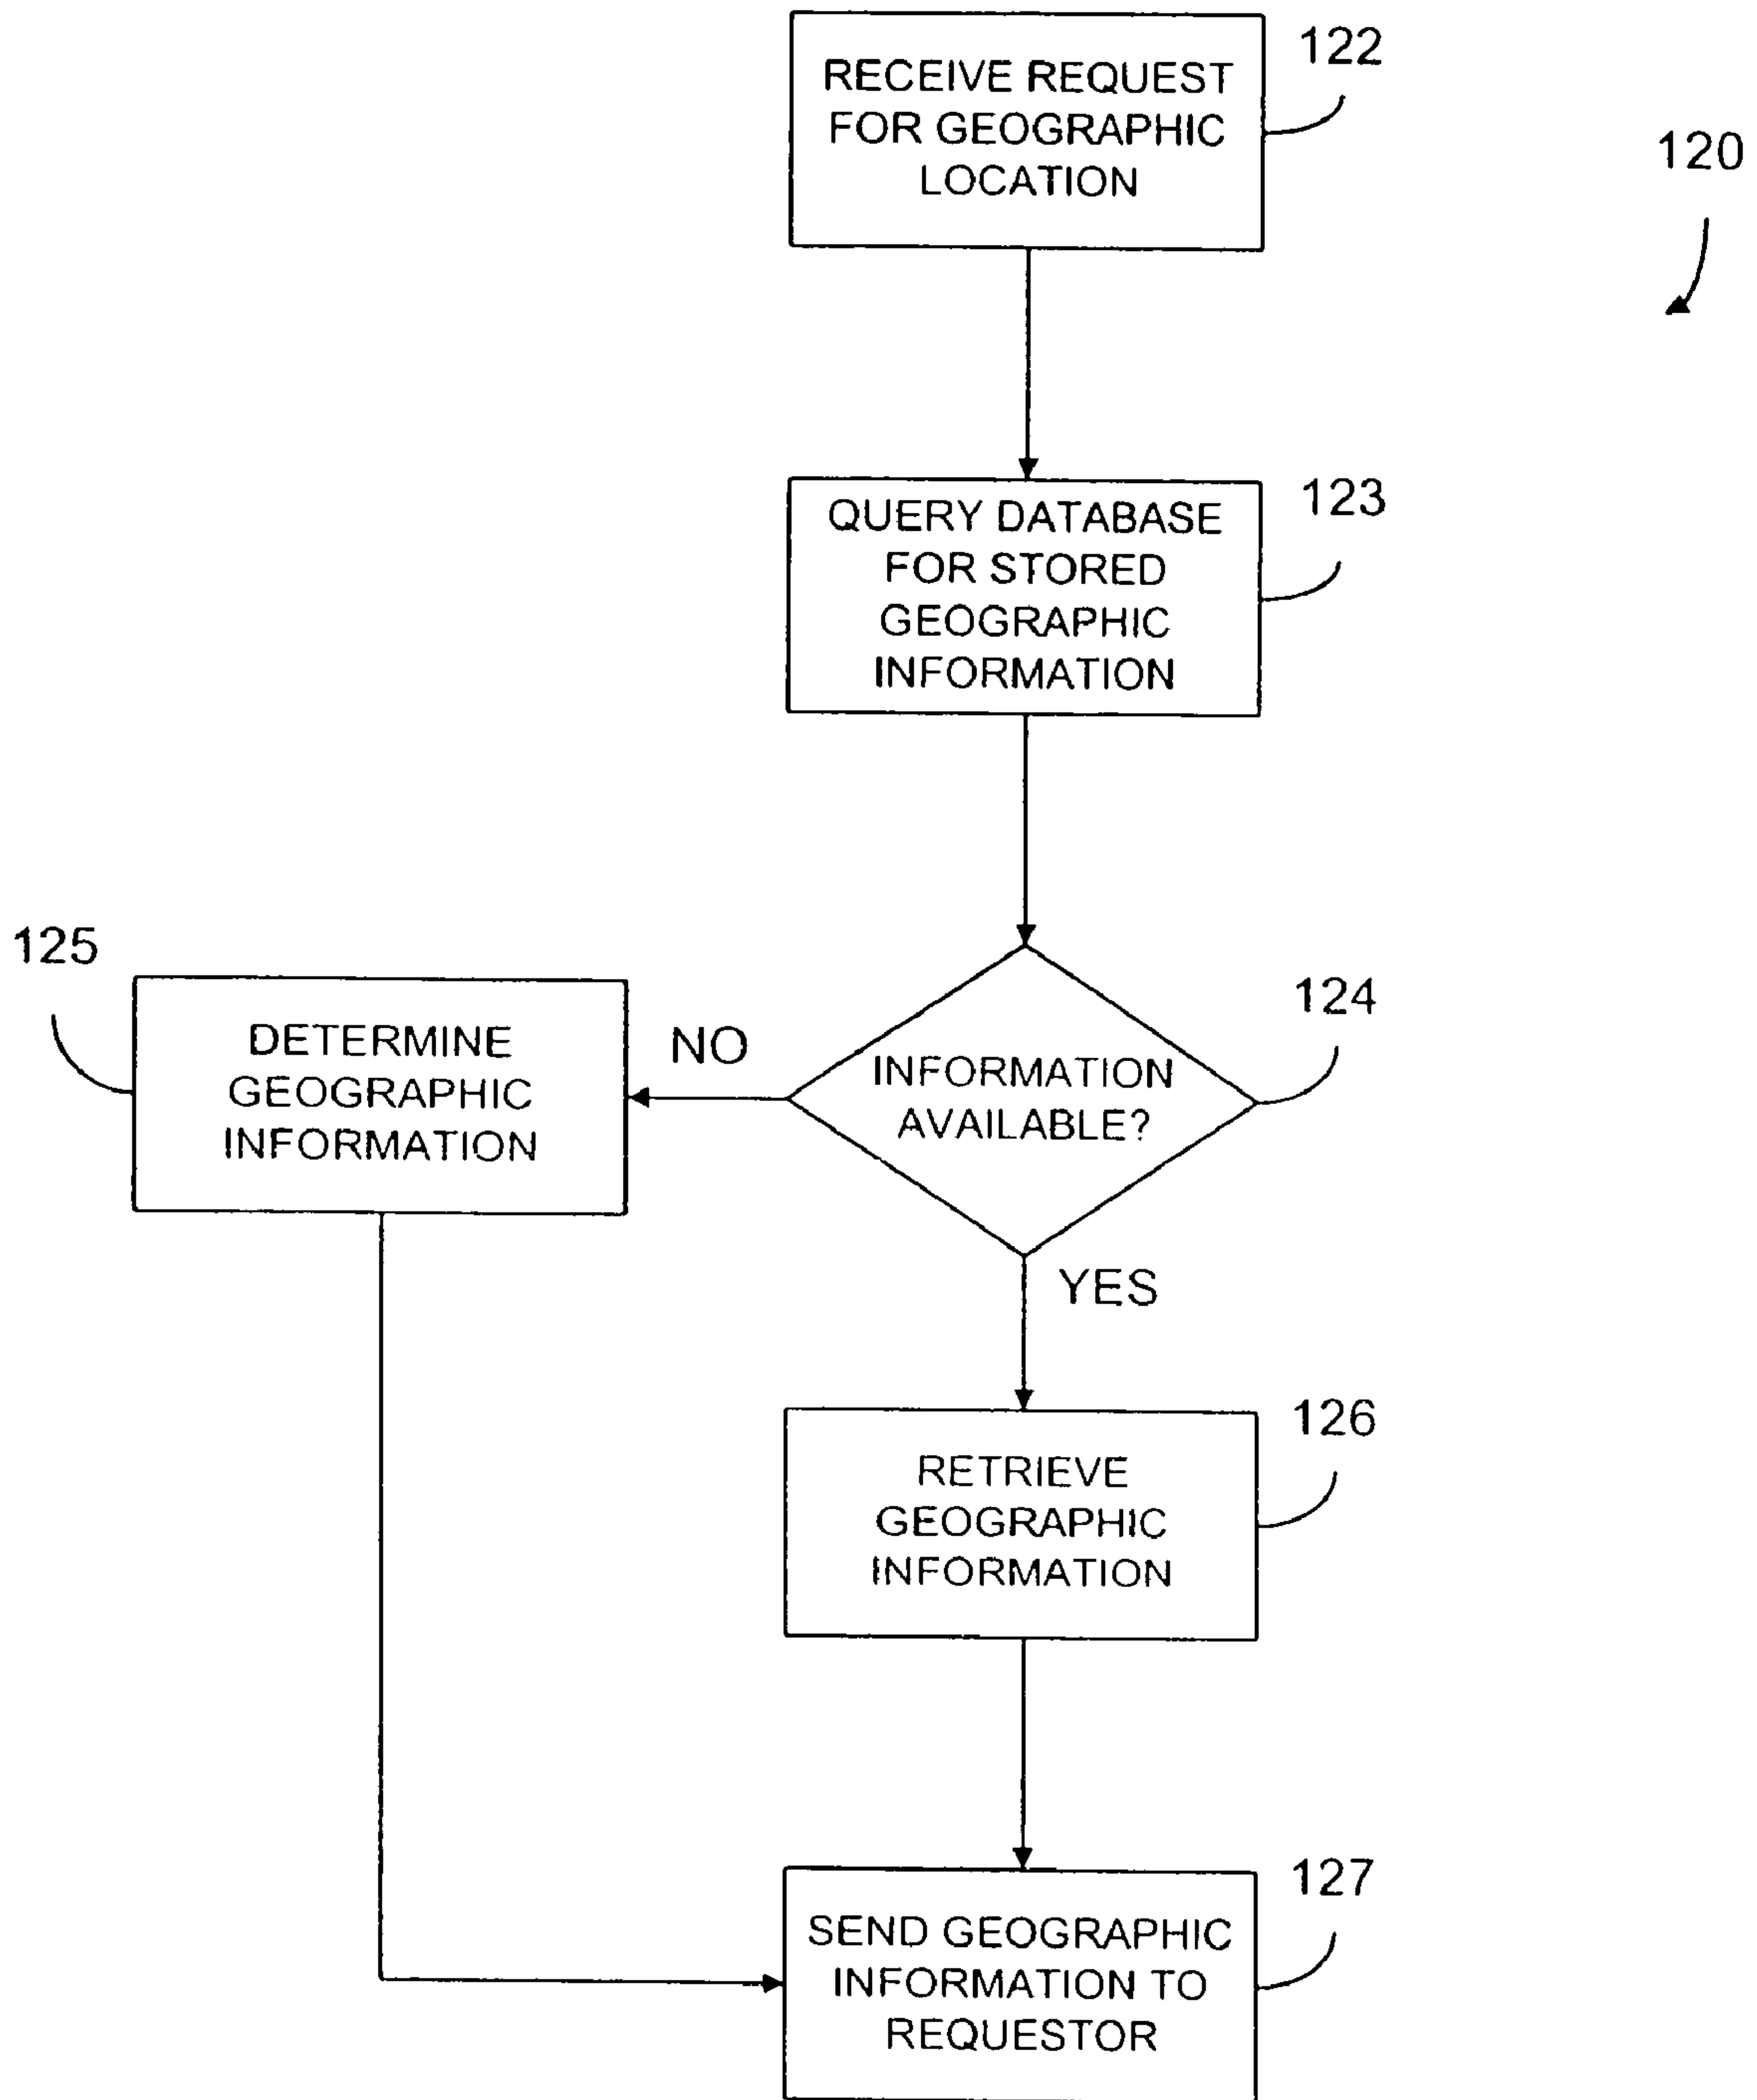 RECEIVE REQUEST
FOR GEOGRAPHIC
LOCATION
122
120
QUERY DATABASE
FOR STORED
GEOGRAPHIC
INFORMATION
123
INFORMATION
AVAILABLE?
124
NO
125
DETERMINE
GEOGRAPHIC
INFORMATION
YES
RETRIEVE
GEOGRAPHIC
INFORMATION
126
SEND GEOGRAPHIC
INFORMATION TO
REQUESTOR
127